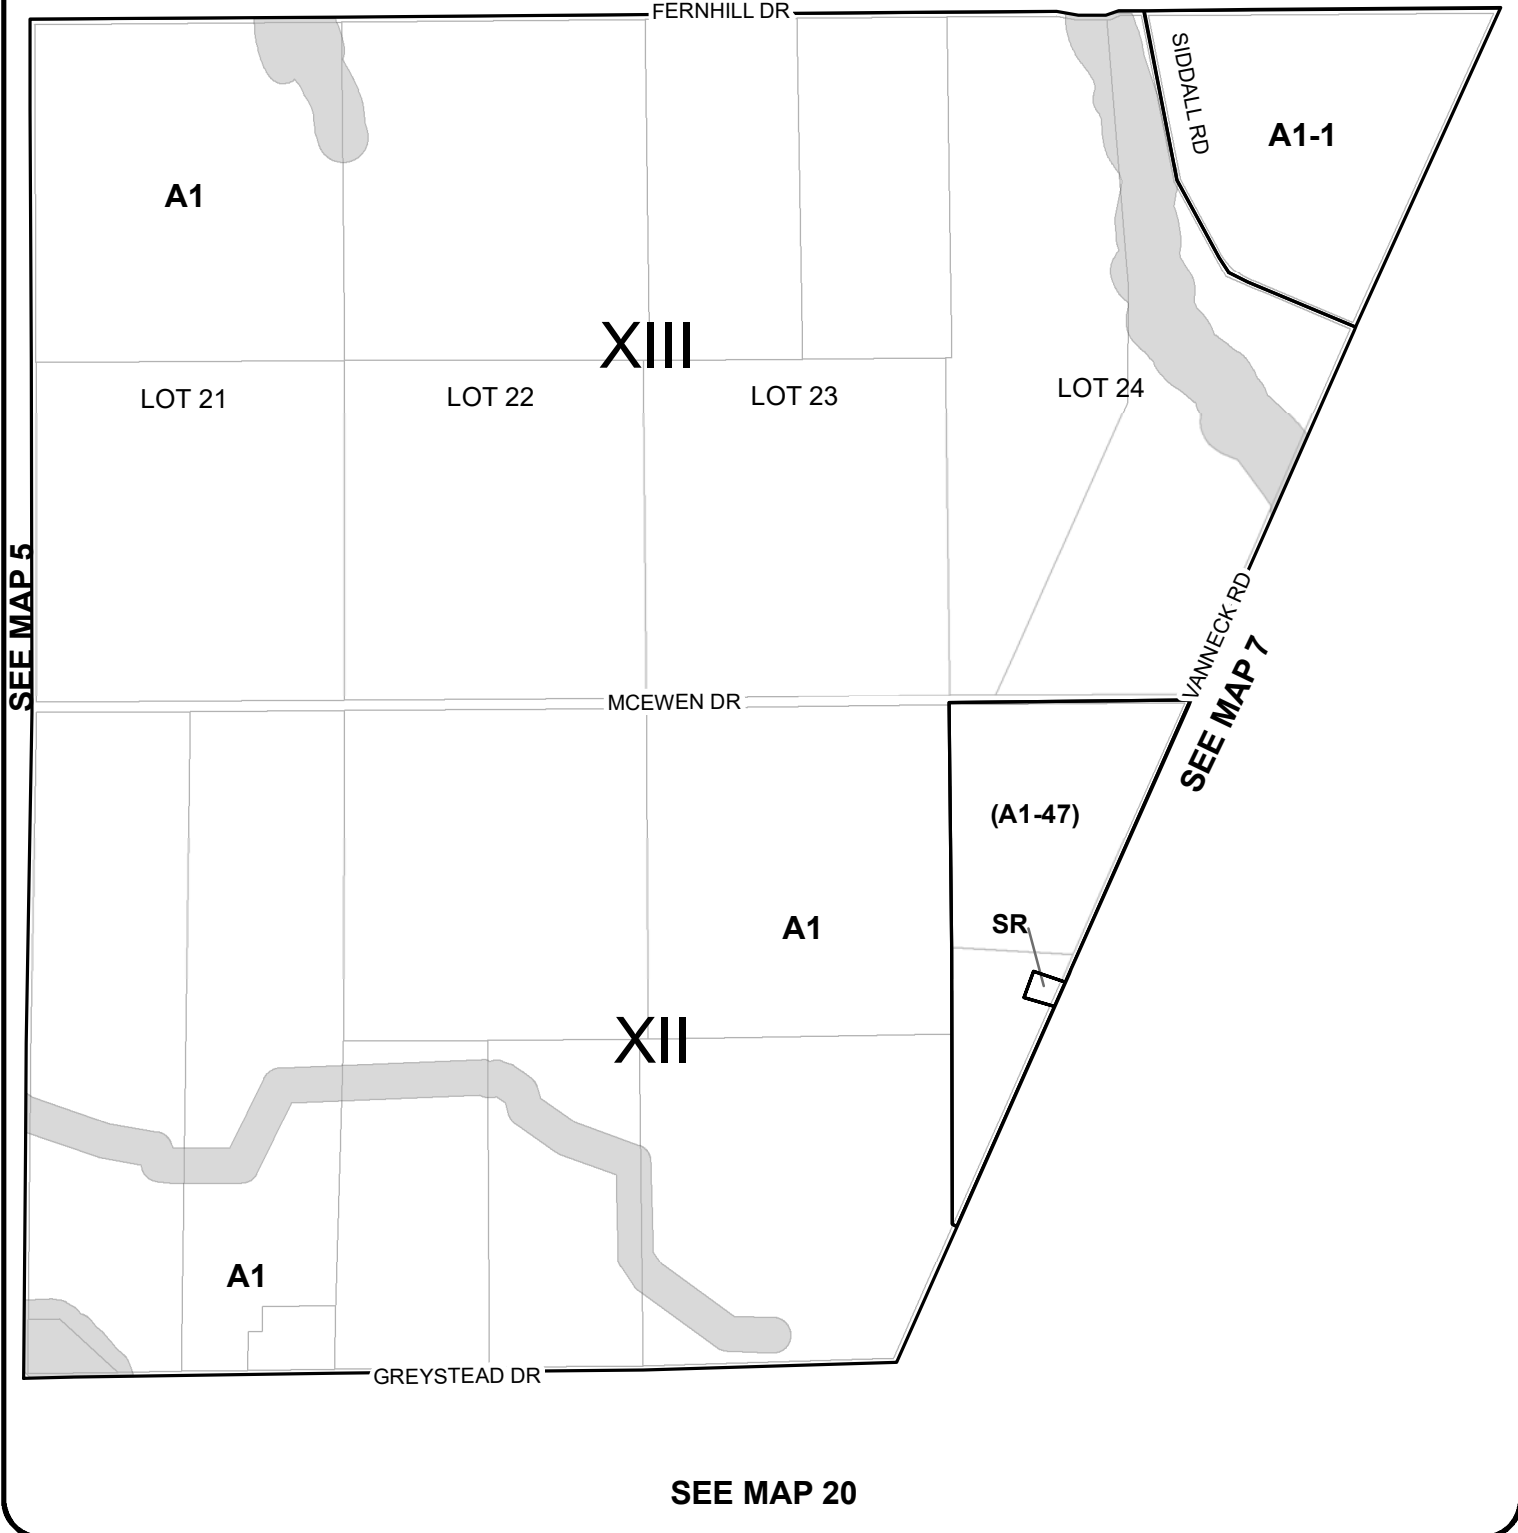 FERNHILL DR
SIDDALL RD
A1-1
A1
XIII
LOT 21
LOT 22
LOT 23
LOT 24
SEE MAP 5
VANNECK RD
SEE MAP 7
MCEWEN DR
(A1-47)
SR
A1
XII
A1
GREYSTEAD DR
SEE MAP 20